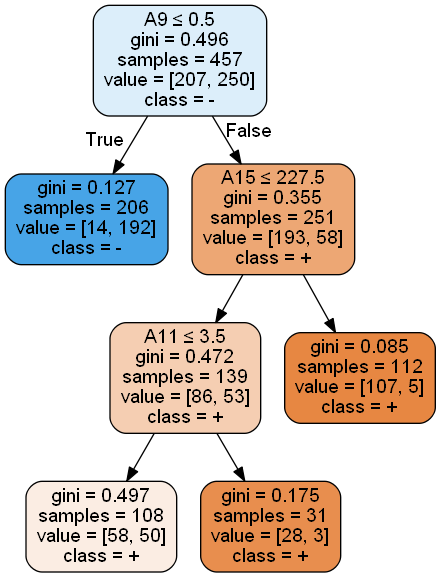 A9 ≤ 0.5
gini = 0.496
samples = 457
value = [207, 250]
class = -
True
False
gini = 0.127
samples = 206
value = [14, 192]
class = -
A15 ≤ 227.5
gini = 0.355
samples = 251
value = [193, 58]
class = +
A11 ≤ 3.5
gini = 0.472
samples = 139
value = [86, 53]
class = +
gini = 0.085
samples = 112
value = [107, 5]
class = +
gini = 0.497
samples = 108
value = [58, 50]
class = +
gini = 0.175
samples = 31
value = [28, 3]
class = +